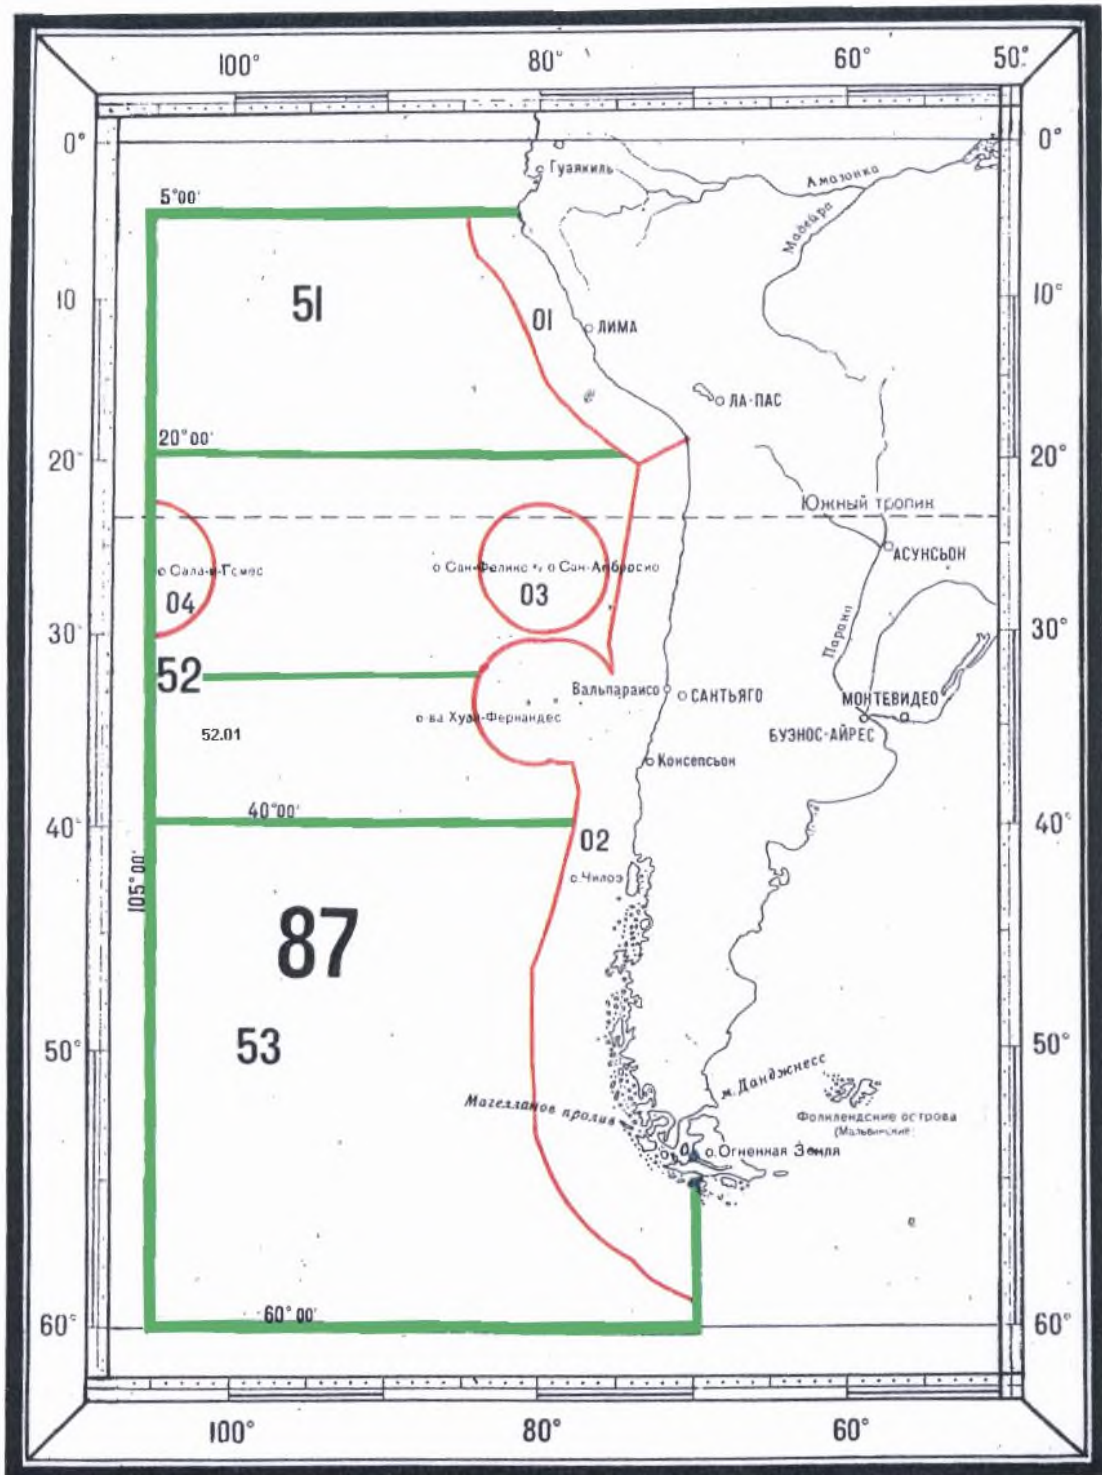 100°
80°
60°
50°
0°
0°
Гуаякиль
Амазонка
5°00'
Мадейра
51
10
10°
01
ЛИМА
ЛА-ПАС
20°00'
20°
20°
Южный тропик
АСУНСЬОН
о Сала-и-Гомес
о Сан-Феликс
о Сан-Амбросио
04
03
30°
30°
Парана
52
Вальпараисо
САНТЬЯГО
МОНТЕВИДЕО
о-ва Хуан-Фернандес
52.01
БУЭНОС-АЙРЕС
Консепсьон
40°00'
40°
40°
02
105°00'
о.Чилоэ
87
53
50°
50°
м. Данджнесс
Магелланов пролив
Фолклендские острова
(Мальвинские)
о.Огненная Земля
60°00'
60°
60°
100°
80°
60°